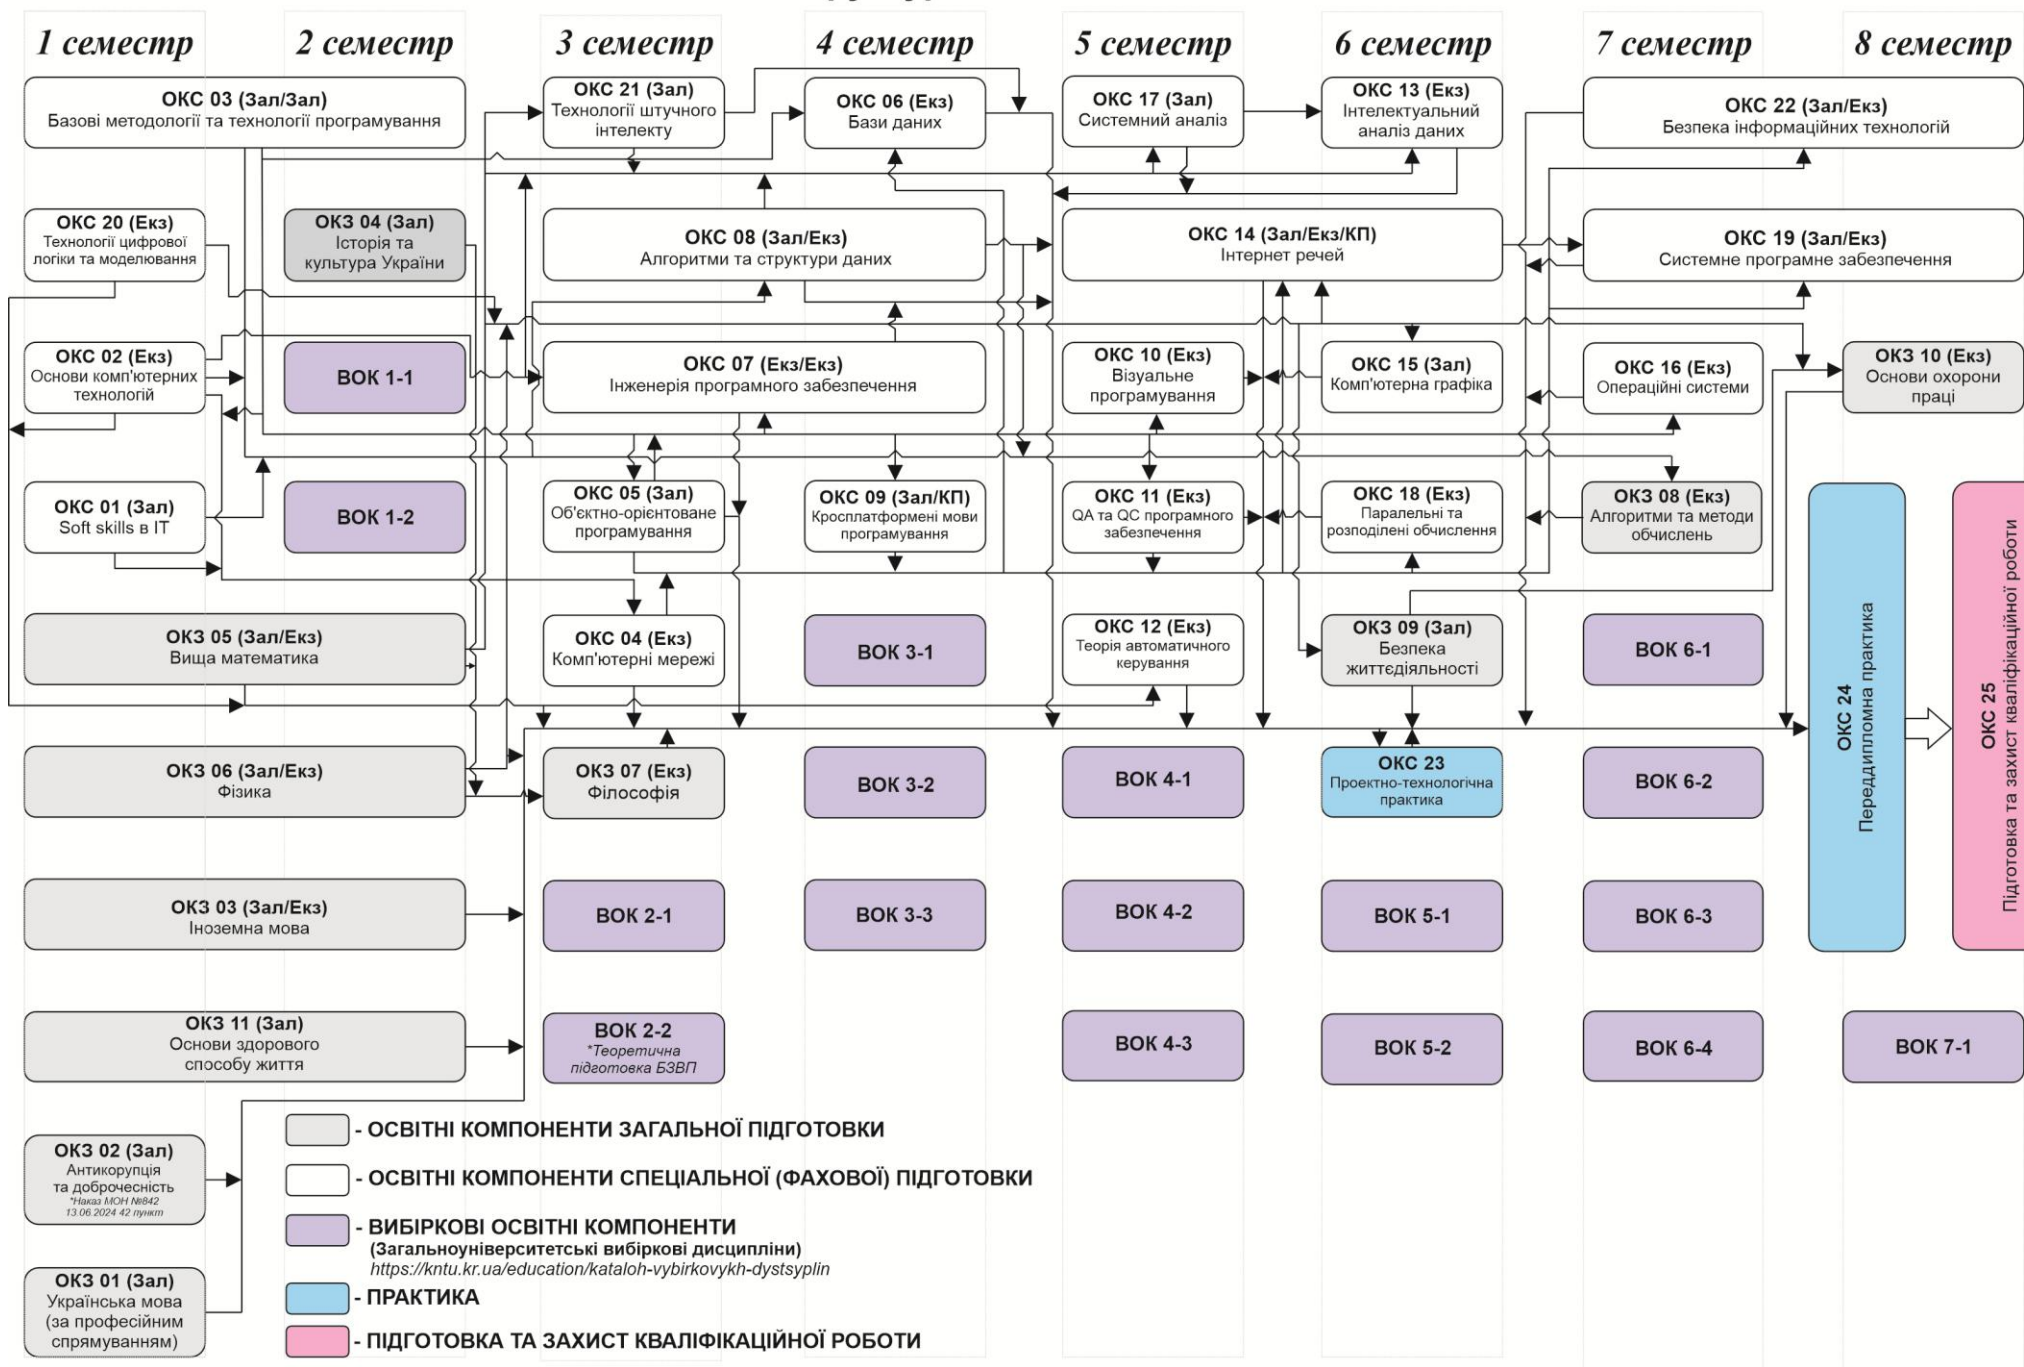 1 семестр
2 семестр
3 семестр
4 семестр
5 семестр
6 семестр
7 семестр
8 семестр
ОКС 03 (Зал/Зал)
Базові методології та технології програмування
ОКС 21 (Зал)
Технології штучного
інтелекту
ОКС 06 (Екз)
Бази даних
ОКС 17 (Зал)
Системний аналіз
ОКС 13 (Екз)
Інтелектуальний
аналіз даних
ОКС 22 (Зал/Екз)
Безпека інформаційних технологій
ОКС 20 (Екз)
Технології цифрової
логіки та моделювання
ОКЗ 04 (Зал)
Історія та
культура України
ОКС 08 (Зал/Екз)
Алгоритми та структури даних
ОКС 14 (Зал/Екз/КП)
Інтернет речей
ОКС 19 (Зал/Екз)
Системне програмне забезпечення
ОКС 02 (Екз)
Основи комп'ютерних
технологій
ВОК 1-1
ОКС 07 (Екз/Екз)
Інженерія програмного забезпечення
ОКС 10 (Екз)
Візуальне
програмування
ОКС 15 (Зал)
Комп'ютерна графіка
ОКС 16 (Екз)
Операційні системи
ОКЗ 10 (Екз)
Основи охорони
праці
ОКС 01 (Зал)
Soft skills в ІТ
ВОК 1-2
ОКС 05 (Зал)
Об'єктно-орієнтоване
програмування
ОКС 09 (Зал/КП)
Кросплатформені мови
програмування
ОКС 11 (Екз)
QA та QC програмного
забезпечення
ОКС 18 (Екз)
Паралельні та
розподілені обчислення
ОКЗ 08 (Екз)
Алгоритми та методи
обчислень
ОКС 24
Переддипломна практика
ОКС 25
Підготовка та захист кваліфікаційної роботи
ОКЗ 05 (Зал/Екз)
Вища математика
ОКС 04 (Екз)
Комп'ютерні мережі
ВОК 3-1
ОКС 12 (Екз)
Теорія автоматичного
керування
ОКЗ 09 (Зал)
Безпека
життєдіяльності
ВОК 6-1
ОКЗ 06 (Зал/Екз)
Фізика
ОКЗ 07 (Екз)
Філософія
ВОК 3-2
ВОК 4-1
ОКС 23
Проектно-технологічна
практика
ВОК 6-2
ОКЗ 03 (Зал/Екз)
Іноземна мова
ВОК 2-1
ВОК 3-3
ВОК 4-2
ВОК 5-1
ВОК 6-3
ОКЗ 11 (Зал)
Основи здорового
способу життя
ВОК 2-2
*Теоретична
підготовка БЗВП
ВОК 4-3
ВОК 5-2
ВОК 6-4
ВОК 7-1
ОКЗ 02 (Зал)
Антикорупція
та доброчесність
*Наказ МОН №842
13.06.2024 42 пункт
ОКЗ 01 (Зал)
Українська мова
(за професійним
спрямуванням)
- ОСВІТНІ КОМПОНЕНТИ ЗАГАЛЬНОЇ ПІДГОТОВКИ
- ОСВІТНІ КОМПОНЕНТИ СПЕЦІАЛЬНОЇ (ФАХОВОЇ) ПІДГОТОВКИ
- ВИБІРКОВІ ОСВІТНІ КОМПОНЕНТИ
(Загальноуніверситетські вибіркові дисципліни)
https://kntu.kr.ua/education/kataloh-vybirkovykh-dystsyplin
- ПРАКТИКА
- ПІДГОТОВКА ТА ЗАХИСТ КВАЛІФІКАЦІЙНОЇ РОБОТИ